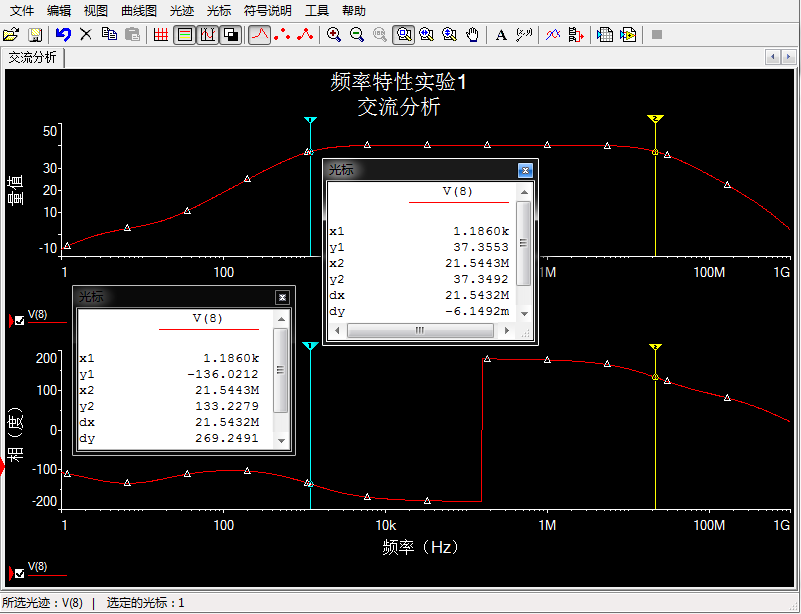 文件 编辑 视图 曲线图 光迹 光标 符号说明 工具 帮助
交流分析
频率特性实验1
交流分析
50
30
20
10
-10
量值
1 100 1M 100M 1G
V(8)
光标
V(8)
x1 1.1860k
y1 37.3553
x2 21.5443M
y2 37.3492
dx 21.5432M
dy -6.1492m
光标
V(8)
x1 1.1860k
y1 -136.0212
x2 21.5443M
y2 133.2279
dx 21.5432M
dy 269.2491
200
100
0
-100
-200
相（度）
1 100 10k 1M 100M 1G
频率（Hz）
V(8)
所选光迹：V(8) | 选定的光标：1